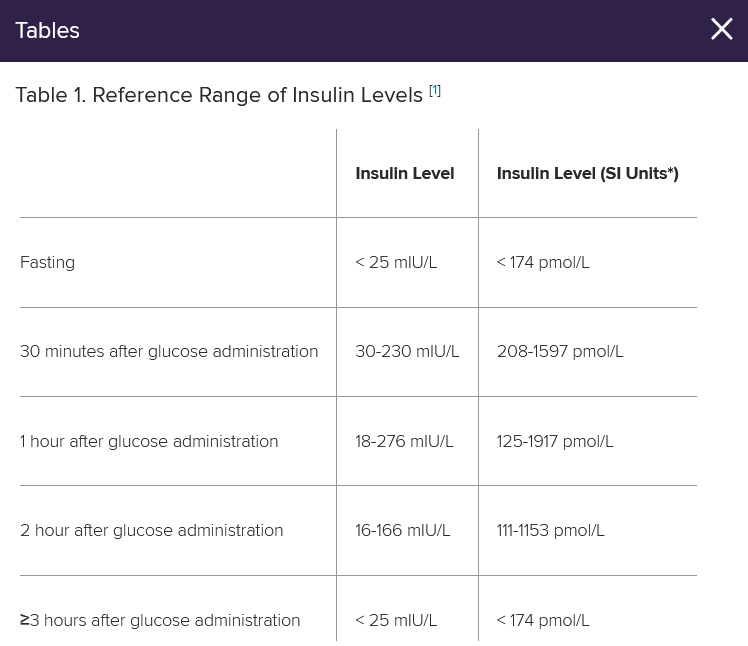 Tables
Table 1. Reference Range of Insulin Levels [1]
Insulin Level Insulin Level (SI Units*)
Fasting < 25 mIU/L < 174 pmol/L
30 minutes after glucose administration 30-230 mIU/L 208-1597 pmol/L
1 hour after glucose administration 18-276 mIU/L 125-1917 pmol/L
2 hour after glucose administration 16-166 mIU/L 111-1153 pmol/L
≥3 hours after glucose administration < 25 mIU/L < 174 pmol/L